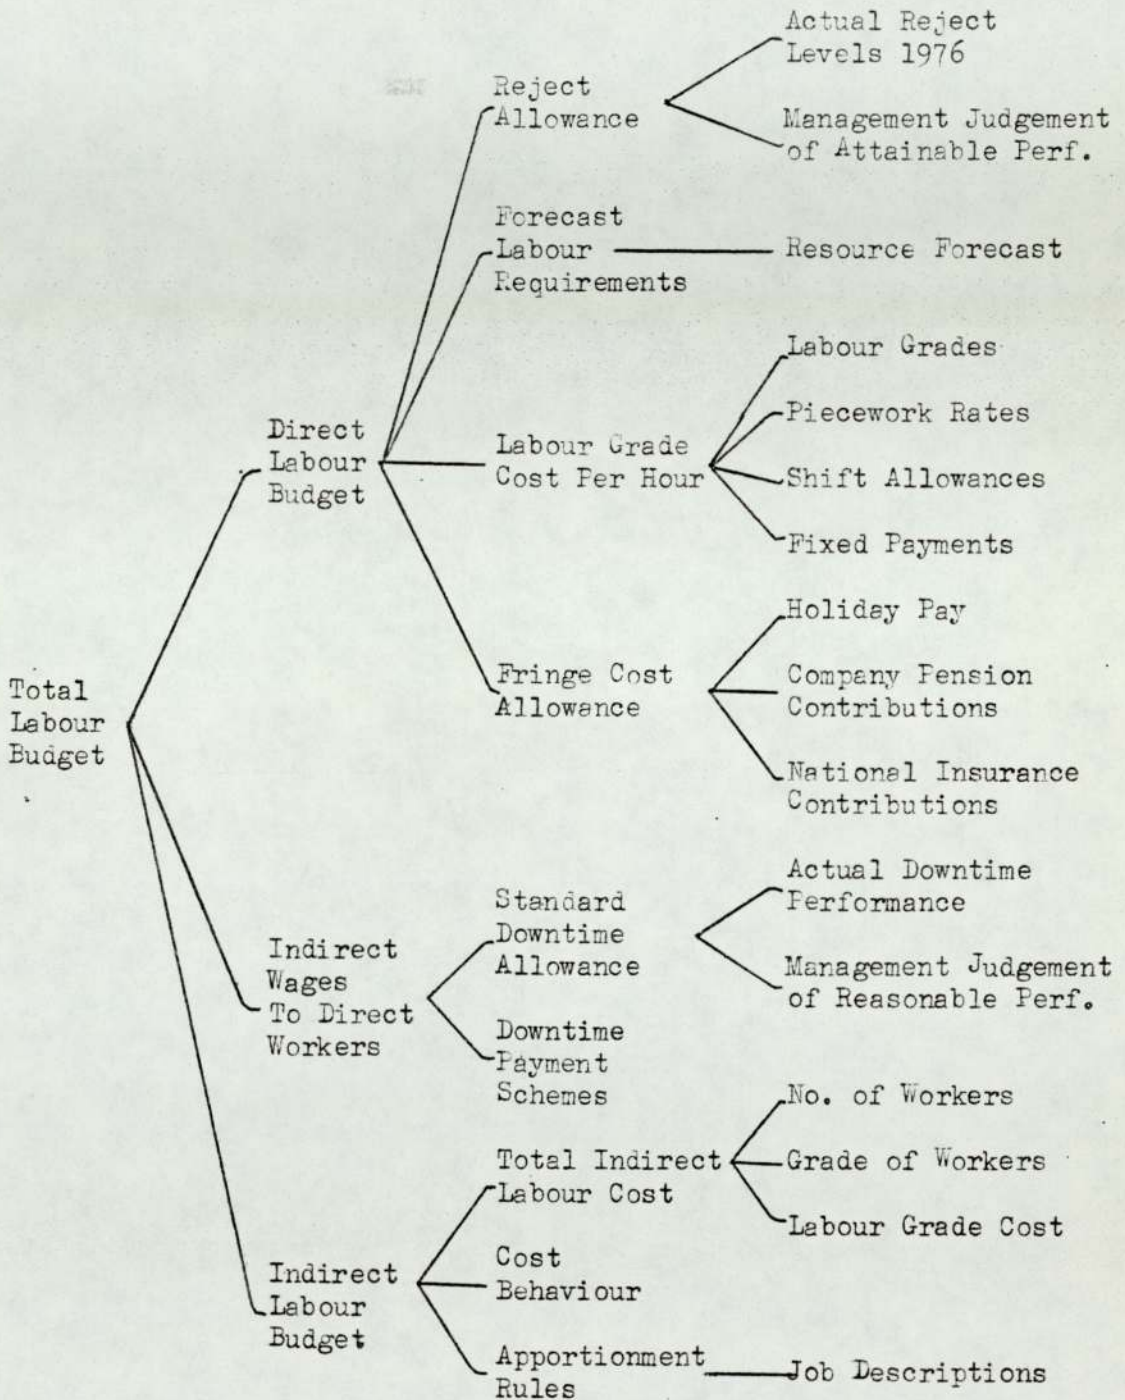 Actual Reject
Levels 1976
Reject
Allowance
Management Judgement
of Attainable Perf.
Forecast
Labour
Requirements
Resource Forecast
Labour Grades
Piecework Rates
Direct
Labour
Budget
Labour Grade
Cost Per Hour
Shift Allowances
Fixed Payments
Holiday Pay
Fringe Cost
Allowance
Company Pension
Contributions
Total
Labour
Budget
National Insurance
Contributions
Actual Downtime
Performance
Standard
Downtime
Allowance
Indirect
Wages
To Direct
Workers
Management Judgement
of Reasonable Perf.
Downtime
Payment
Schemes
No. of Workers
Total Indirect
Labour Cost
Grade of Workers
Labour Grade Cost
Indirect
Labour
Budget
Cost
Behaviour
Apportionment
Rules
Job Descriptions